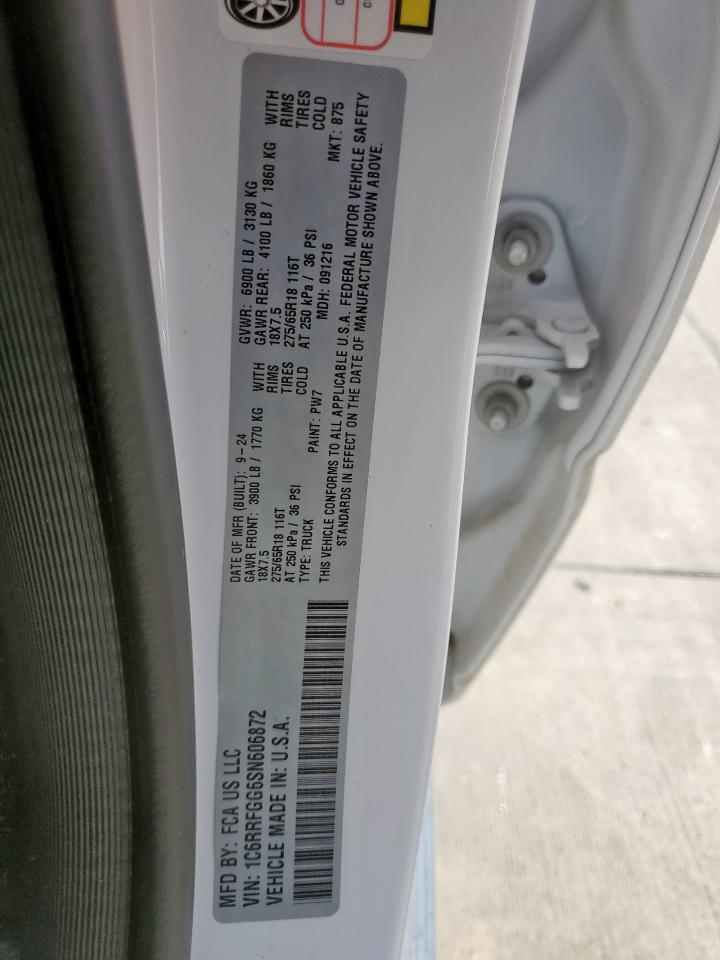 MFD BY: FCA US LLC
VIN: 1C6RRFGG6SN606872
VEHICLE MADE IN: U.S.A.
DATE OF MFR (BUILT): 9-24
GVWR: 6900 LB / 3130 KG
GAWR FRONT: 3900 LB / 1770 KG WITH
GAWR REAR: 4100 LB / 1860 KG WITH
18X7.5 RIMS
18X7.5 RIMS
275/65R18 116T TIRES
275/65R18 116T TIRES
AT 250 kPa / 36 PSI COLD
AT 250 kPa / 36 PSI COLD
TYPE: TRUCK PAINT: PW7 MDH: 091216 MKT: 875
THIS VEHICLE CONFORMS TO ALL APPLICABLE U.S.A. FEDERAL MOTOR VEHICLE SAFETY
STANDARDS IN EFFECT ON THE DATE OF MANUFACTURE SHOWN ABOVE.